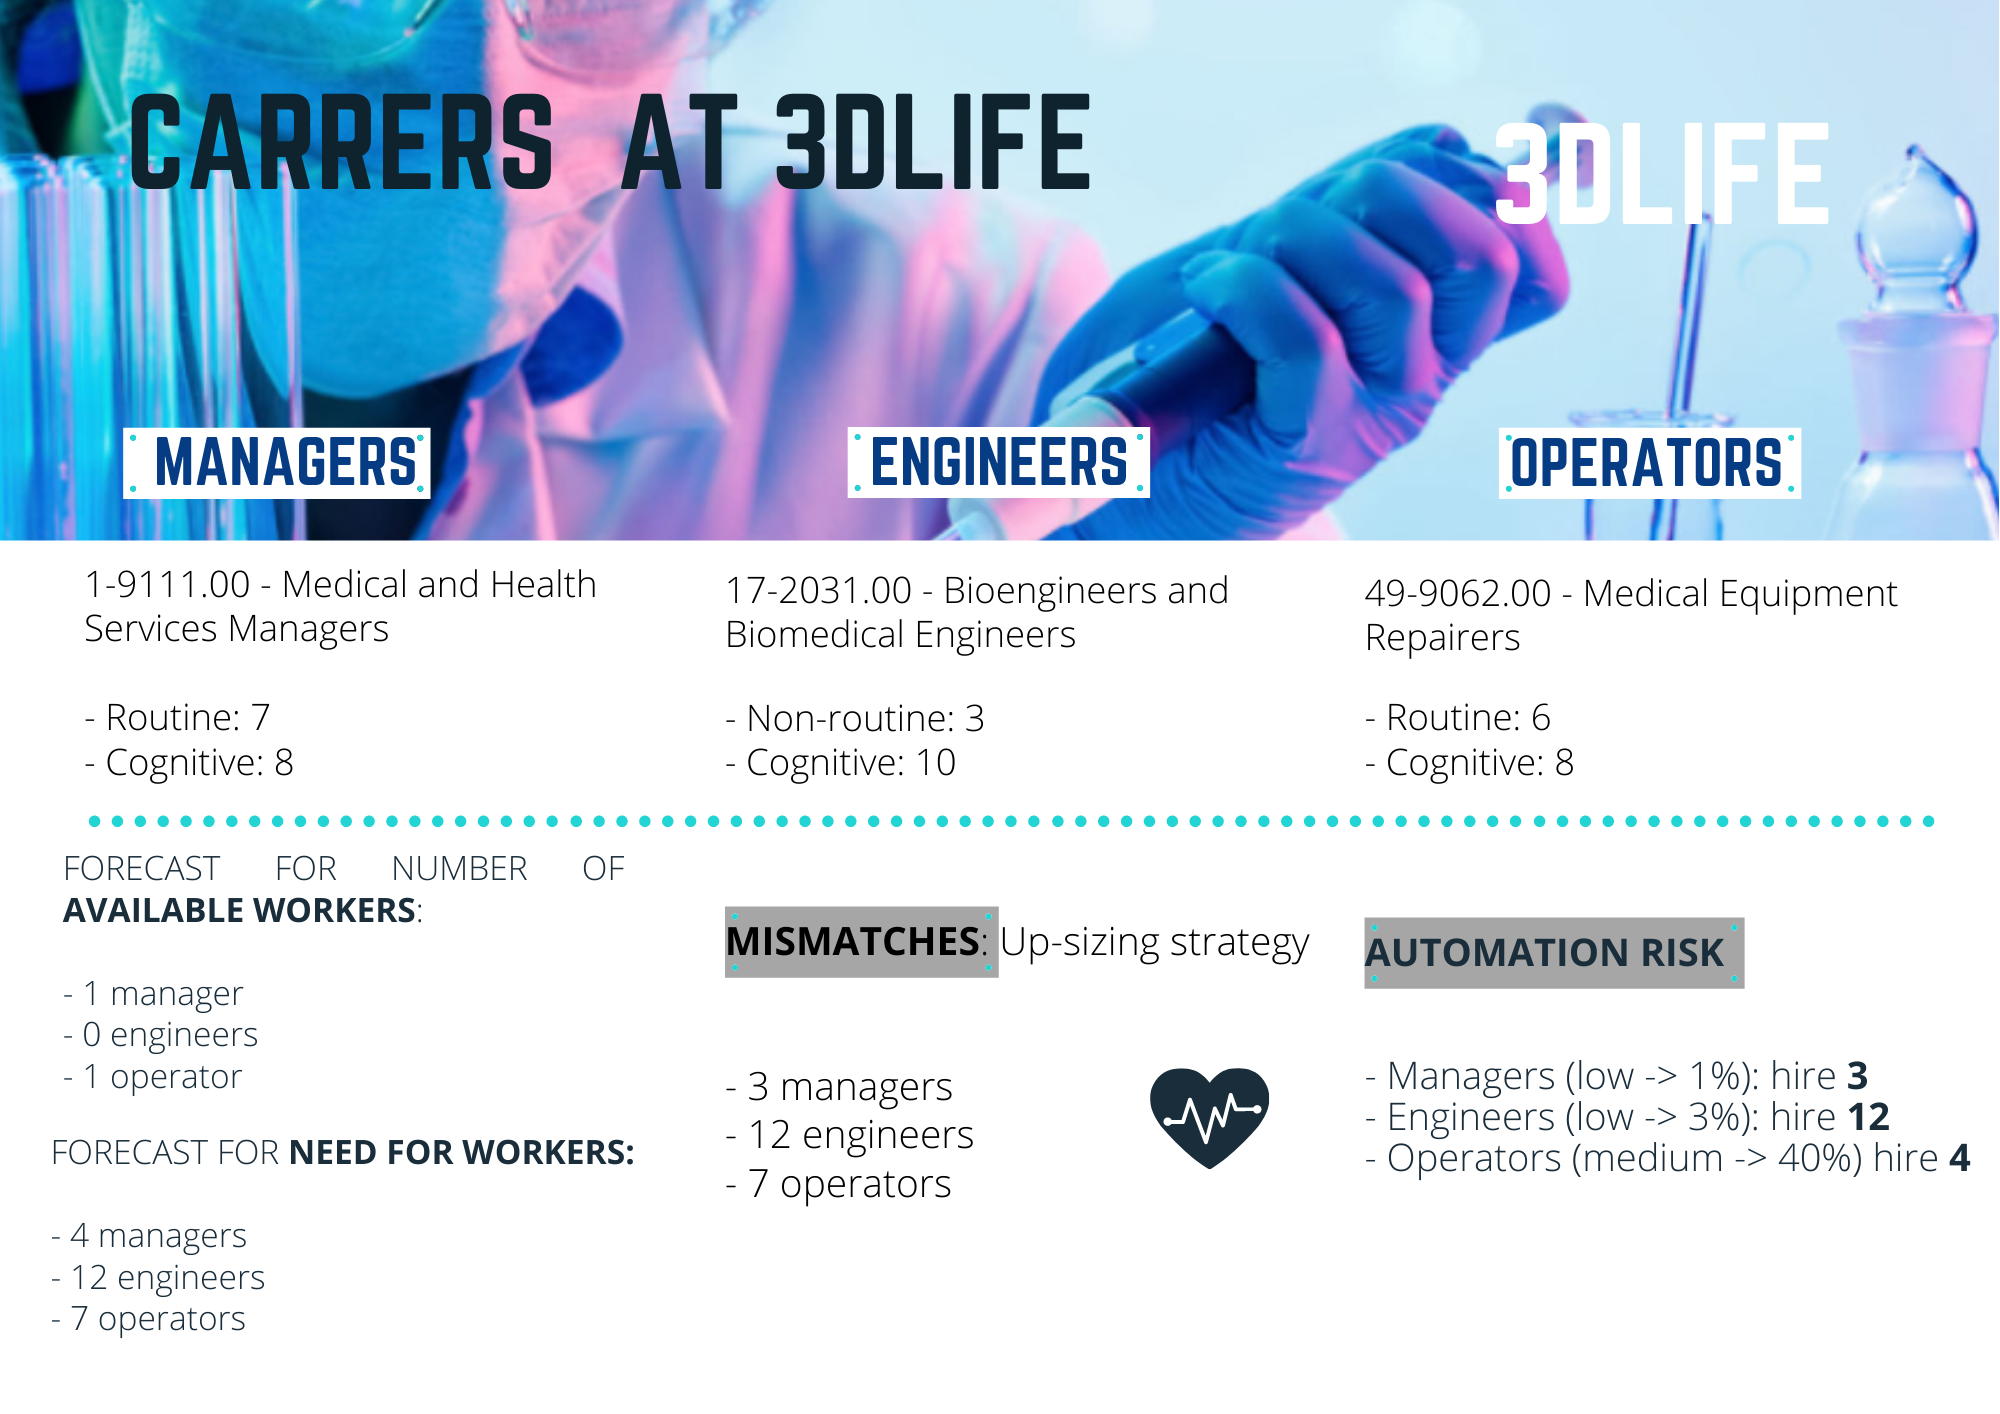 CARRERS AT 3DLIFE
3DLIFE
MANAGERS
ENGINEERS
OPERATORS
1-9111.00 - Medical and Health
Services Managers
- Routine: 7
- Cognitive: 8
17-2031.00 - Bioengineers and
Biomedical Engineers
- Non-routine: 3
- Cognitive: 10
49-9062.00 - Medical Equipment
Repairers
- Routine: 6
- Cognitive: 8
FORECAST FOR NUMBER OF
AVAILABLE WORKERS:
- 1 manager
- 0 engineers
- 1 operator
FORECAST FOR NEED FOR WORKERS:
- 4 managers
- 12 engineers
- 7 operators
MISMATCHES: Up-sizing strategy
- 3 managers
- 12 engineers
- 7 operators
AUTOMATION RISK
- Managers (low -> 1%): hire 3
- Engineers (low -> 3%): hire 12
- Operators (medium -> 40%) hire 4